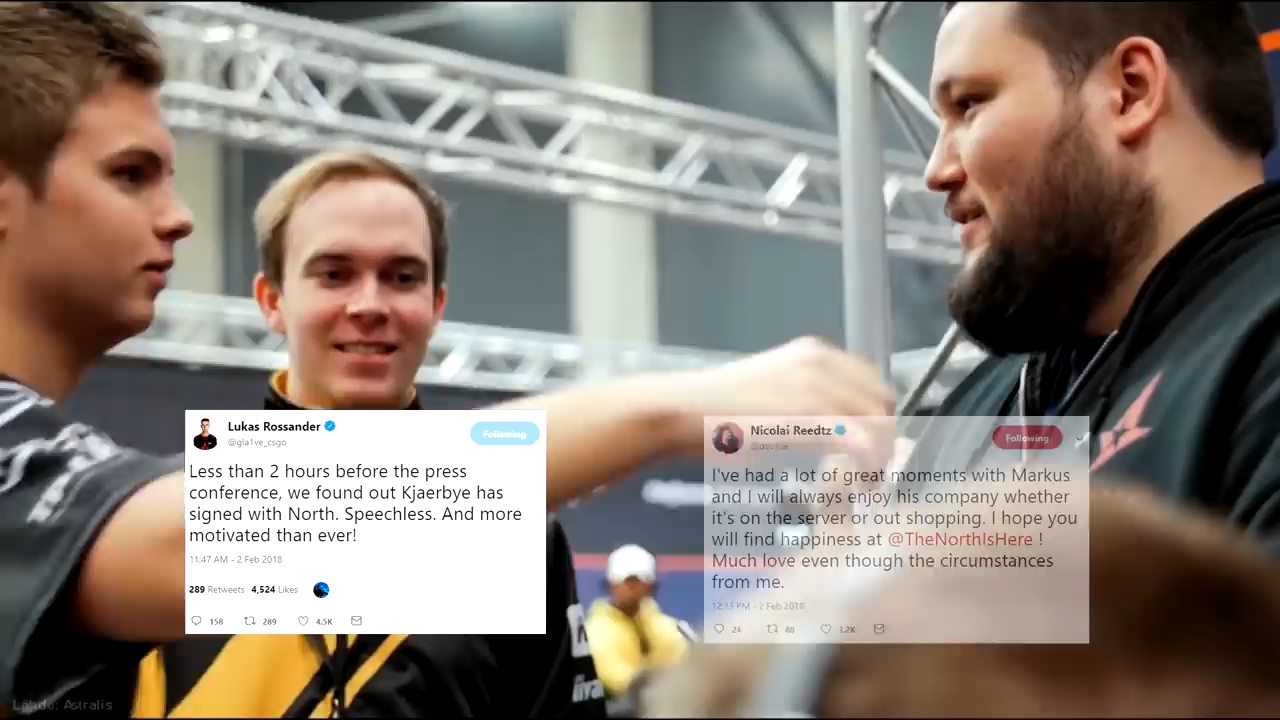 Lukas Rossander
@gla1ve_csgo
Following
Less than 2 hours before the press
conference, we found out Kjaerbye has
signed with North. Speechless. And more
motivated than ever!
11:47 AM - 2 Feb 2018
289 Retweets 4,524 Likes
158 289 4.5K
Nicolai Reedtz
Following
I've had a lot of great moments with Markus
and I will always enjoy his company whether
it's on the server or out shopping. I hope you
will find happiness at @TheNorthIsHere !
Much love even though the circumstances
from me.
12:13 PM - 2 Feb 2018
24 88 1.2K
Astralis